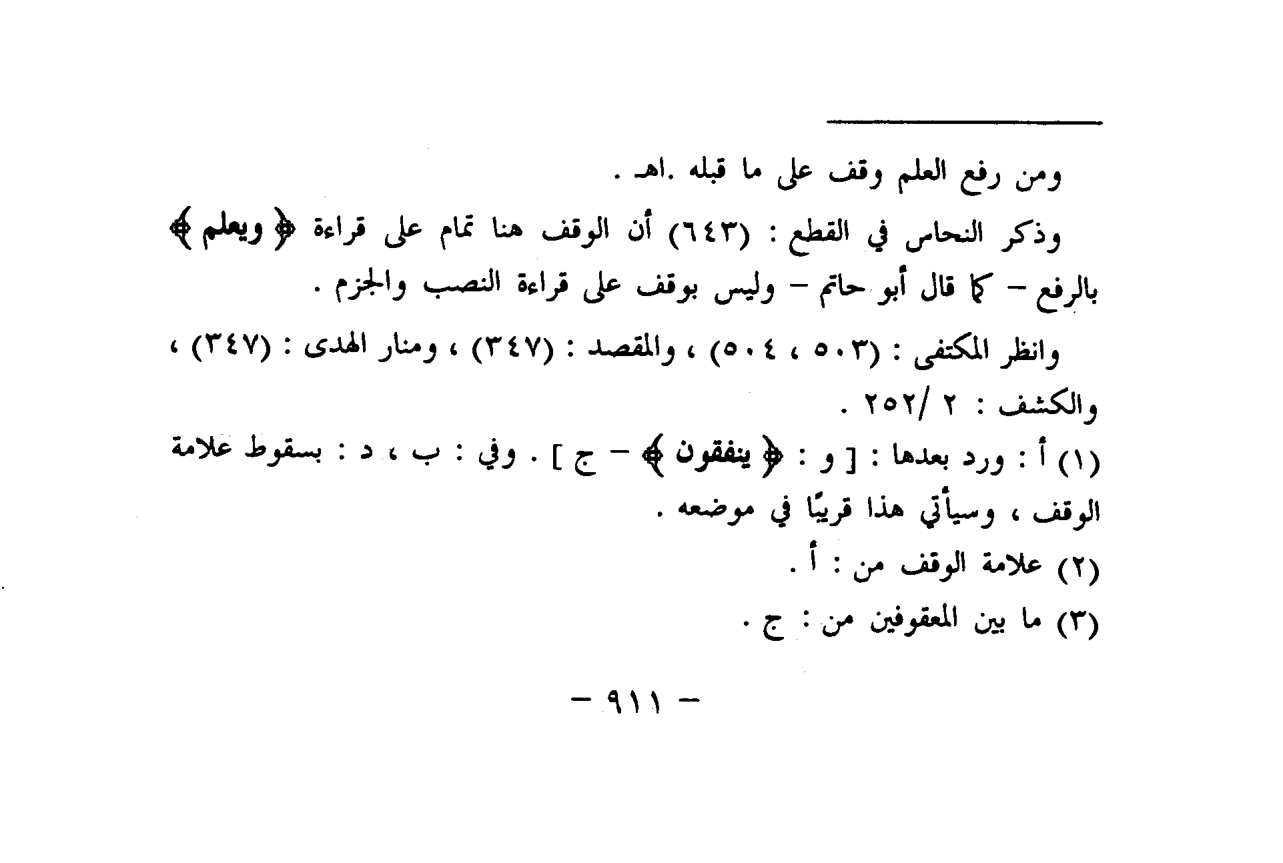 ومن رفع العلم وقف على ما قبله .اهـ .
وذكر النحاس في القطع : (٦٤٣) أن الوقف هنا تمام على قراءة ﴿ ويعلم ﴾
بالرفع – كما قال أبو حاتم – وليس بوقف على قراءة النصب والجزم .
وانظر المكتفى : (٥٠٣ ، ٥٠٤) ، والمقصد : (٣٤٧) ، ومنار الهدى : (٣٤٧) ،
والكشف : ٢ /٢٥٢ .
(١) أ : ورد بعدها : [ و : ﴿ ينفقون ﴾ – ج ] . وفي : ب ، د : بسقوط علامة
الوقف ، وسيأتي هذا قريبًا في موضعه .
(٢) علامة الوقف من : أ .
(٣) ما بين المعقوفين من : ج .
– ٩١١ –